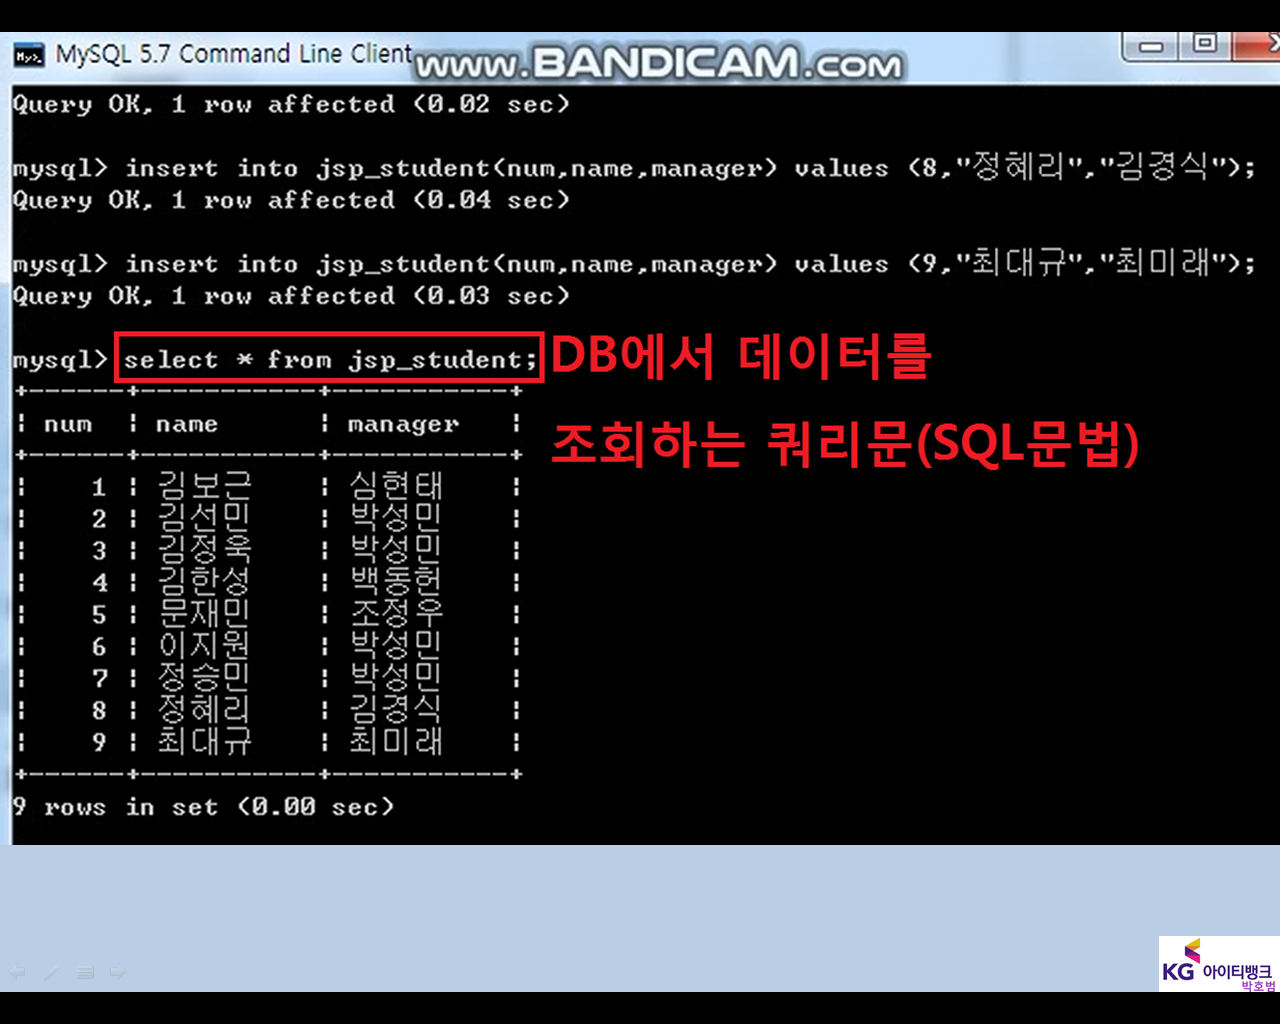 MySQL 5.7 Command Line Client
www.BANDICAM.com
Query OK, 1 row affected (0.02 sec)
mysql> insert into jsp_student(num,name,manager) values (8,"정혜리","김경식");
Query OK, 1 row affected (0.04 sec)
mysql> insert into jsp_student(num,name,manager) values (9,"최대규","최미래");
Query OK, 1 row affected (0.03 sec)
mysql> select * from jsp_student; DB에서 데이터를
+------+-----------+-----------+
| num | name | manager |
조회하는 쿼리문(SQL문법)
+------+-----------+-----------+
| 1 | 김보근 | 심현태 |
| 2 | 김선민 | 박성민 |
| 3 | 김정욱 | 박성민 |
| 4 | 김한성 | 백동헌 |
| 5 | 문재민 | 조정우 |
| 6 | 이지원 | 박성민 |
| 7 | 정승민 | 박성민 |
| 8 | 정혜리 | 김경식 |
| 9 | 최대규 | 최미래 |
+------+-----------+-----------+
9 rows in set (0.00 sec)
KG 아이티뱅크
박호범